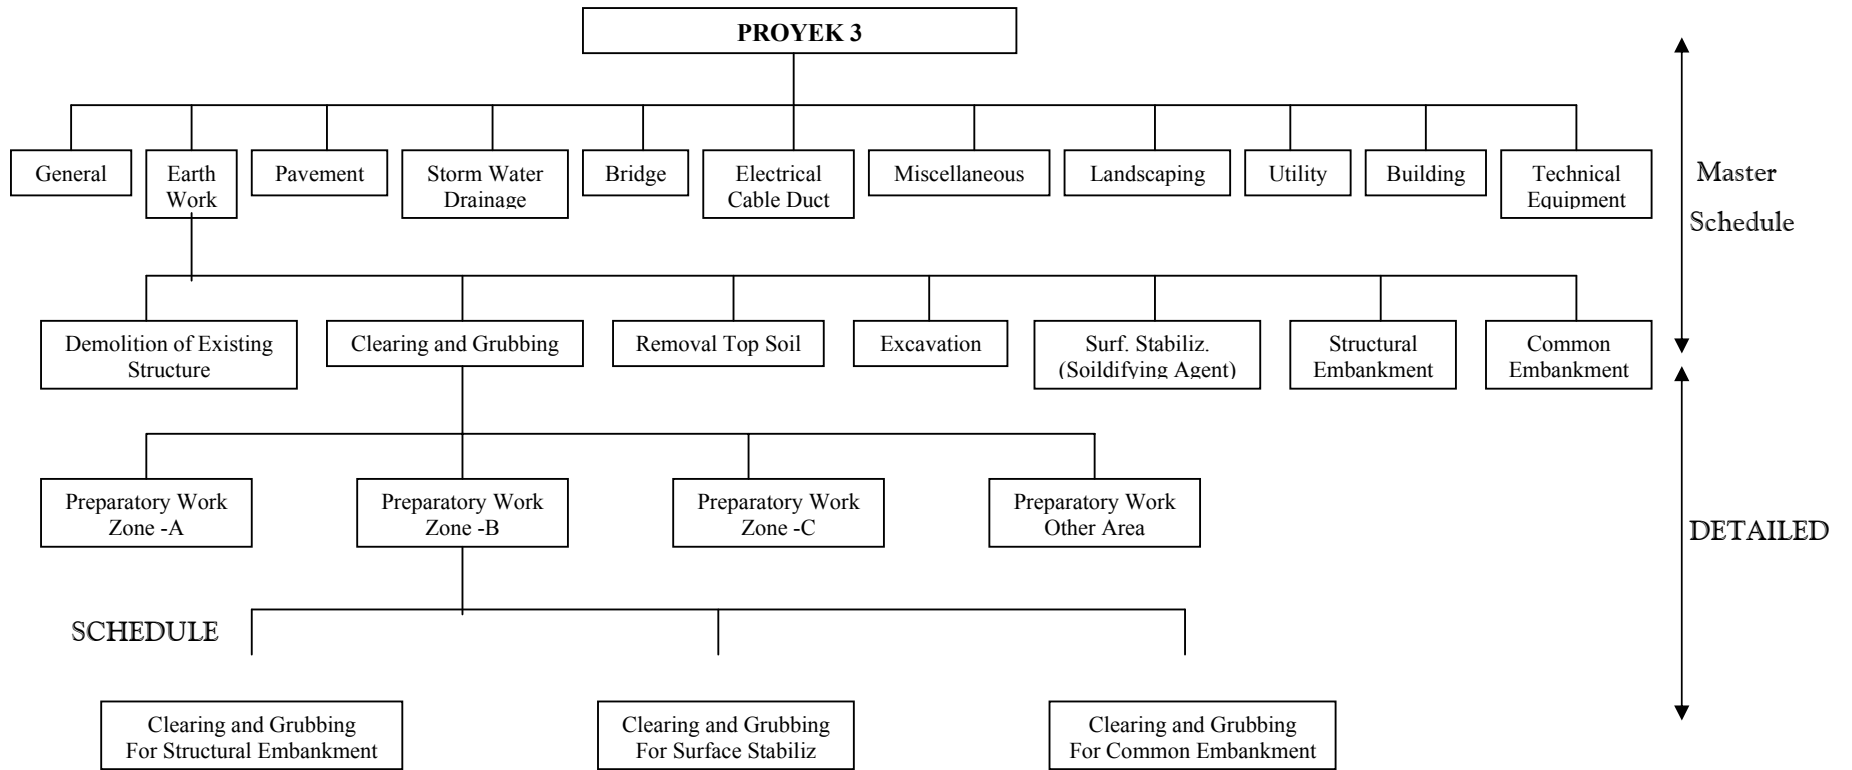 PROYEK 3
General
Earth
Work
Pavement
Storm Water
Drainage
Bridge
Electrical
Cable Duct
Miscellaneous
Landscaping
Utility
Building
Technical
Equipment
Master
Schedule
Demolition of Existing
Structure
Clearing and Grubbing
Removal Top Soil
Excavation
Surf. Stabiliz.
(Soildifying Agent)
Structural
Embankment
Common
Embankment
Preparatory Work
Zone -A
Preparatory Work
Zone -B
Preparatory Work
Zone -C
Preparatory Work
Other Area
DETAILED
SCHEDULE
Clearing and Grubbing
For Structural Embankment
Clearing and Grubbing
For Surface Stabiliz
Clearing and Grubbing
For Common Embankment